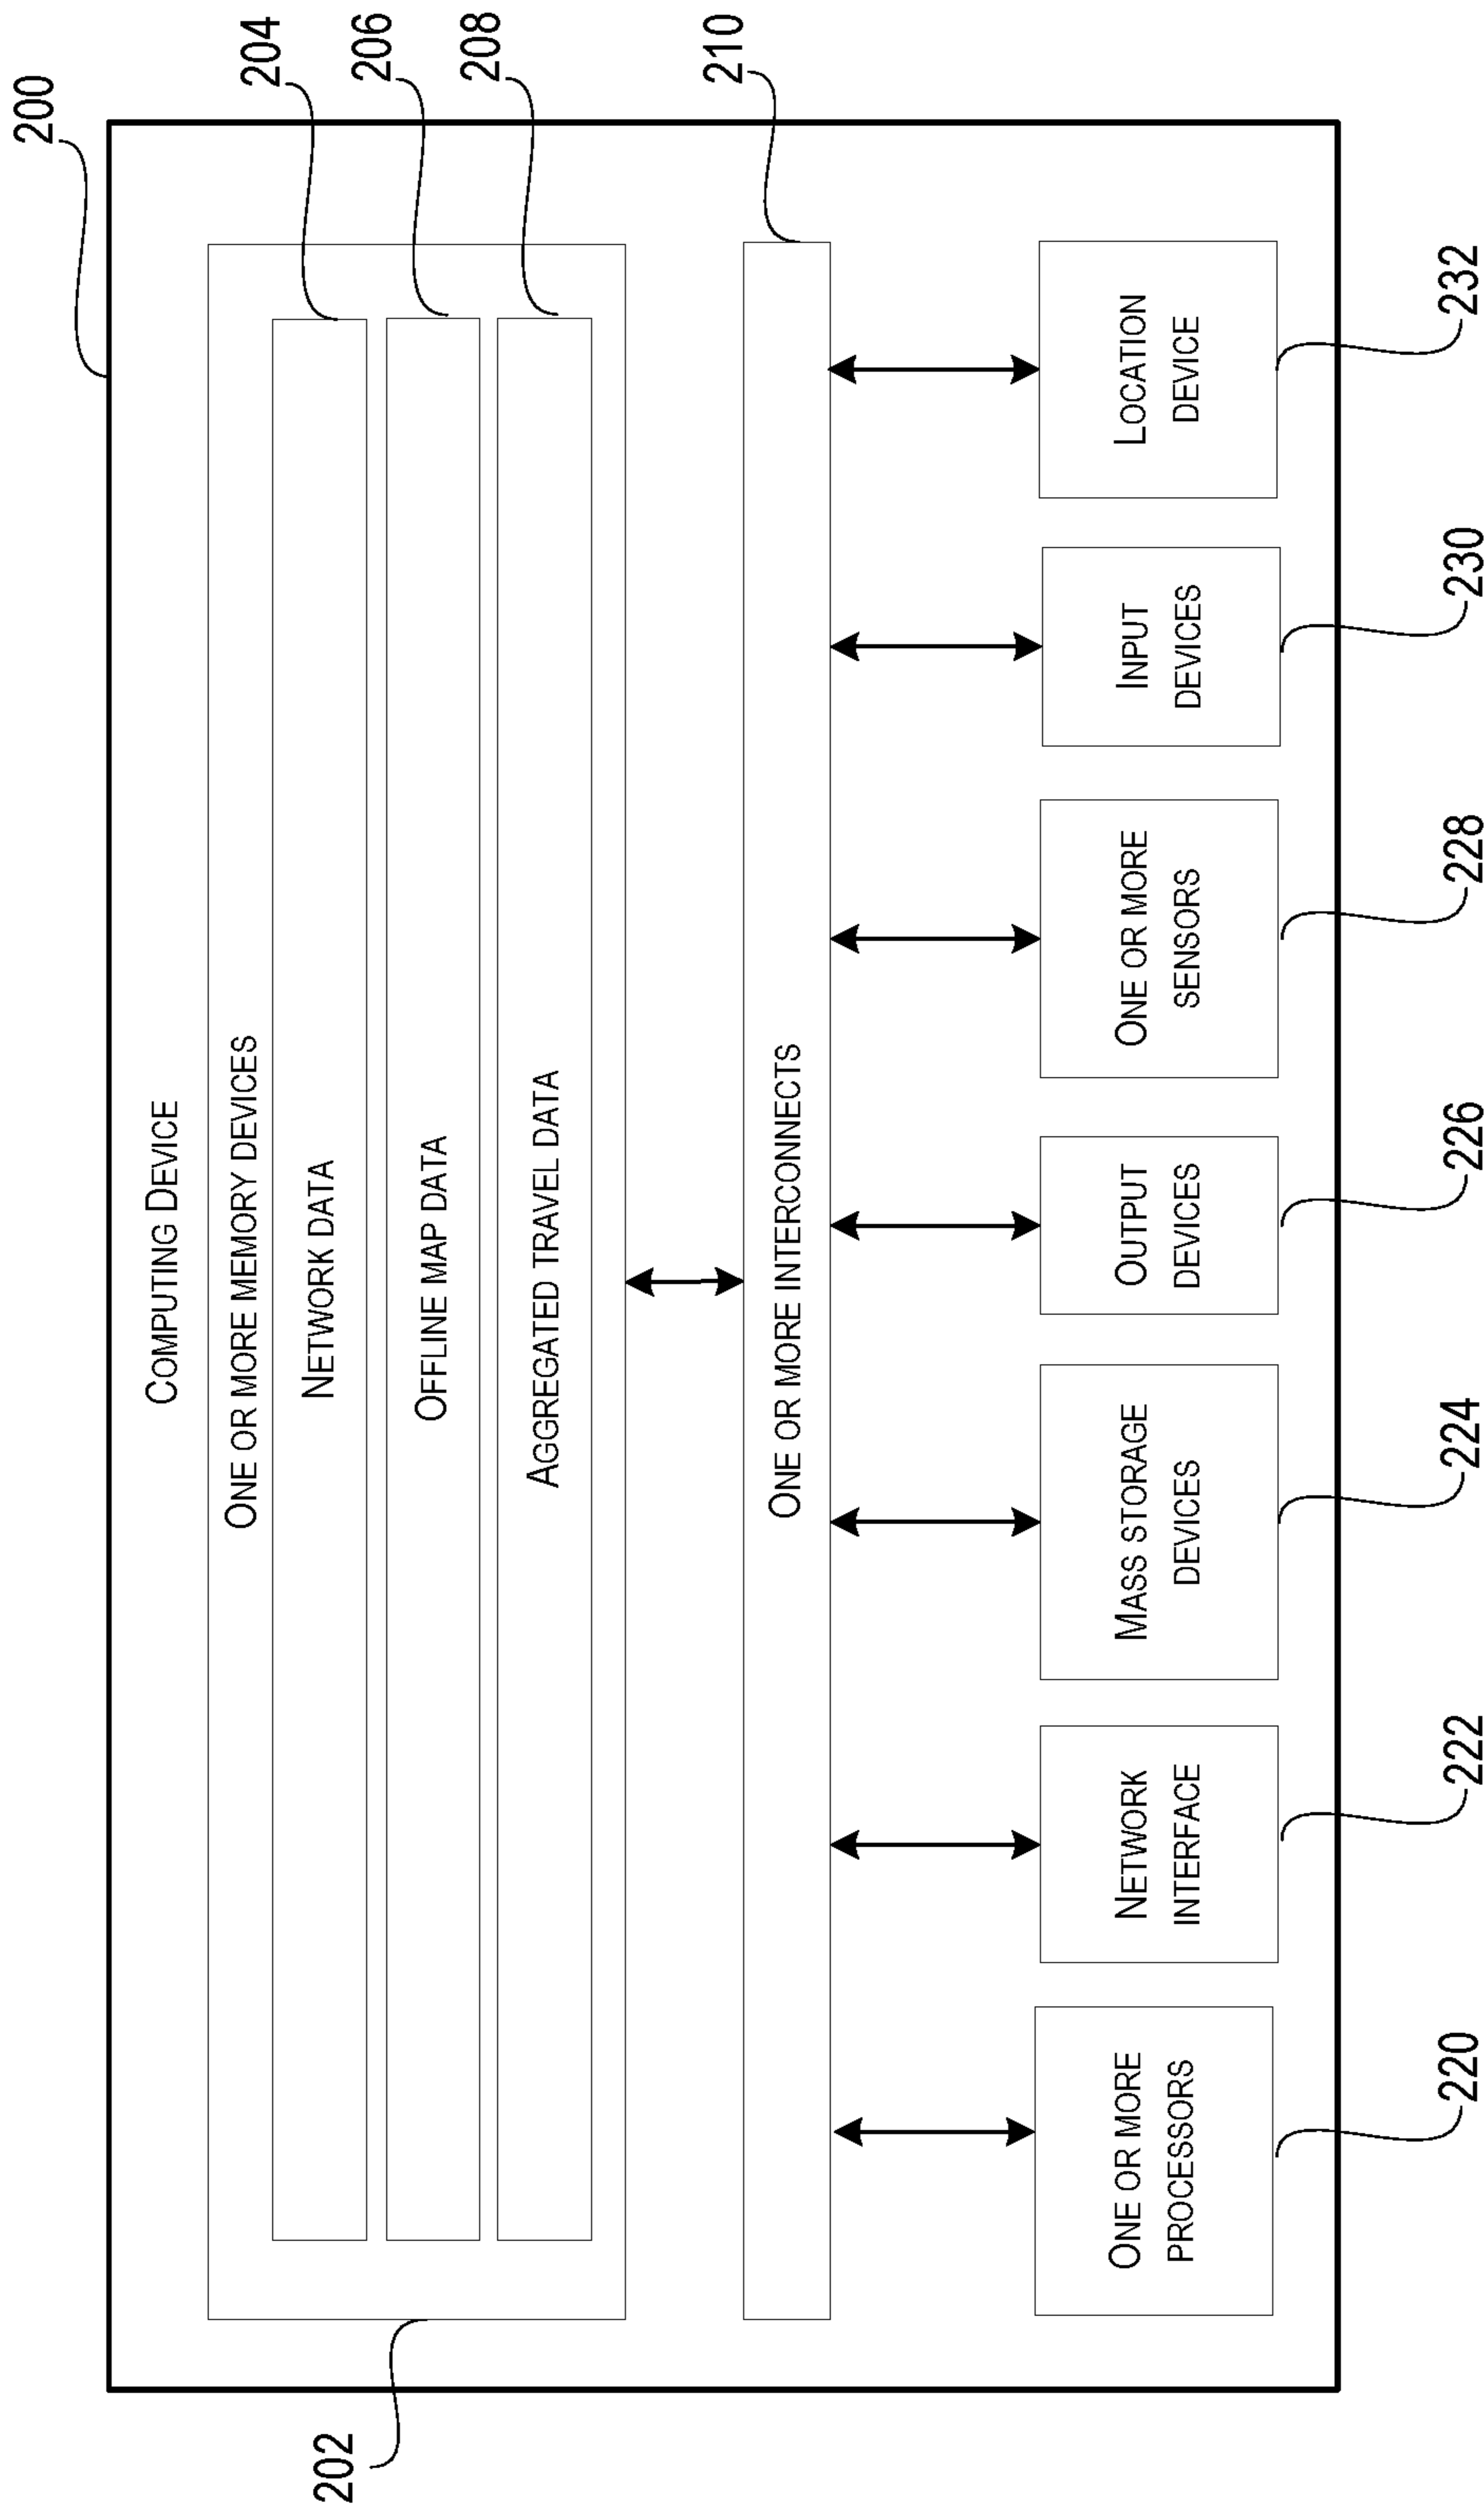 200
COMPUTING DEVICE
202
ONE OR MORE MEMORY DEVICES
NETWORK DATA
204
OFFLINE MAP DATA
206
AGGREGATED TRAVEL DATA
208
ONE OR MORE INTERCONNECTS
210
ONE OR MORE
PROCESSORS
NETWORK
INTERFACE
MASS STORAGE
DEVICES
OUTPUT
DEVICES
ONE OR MORE
SENSORS
INPUT
DEVICES
LOCATION
DEVICE
220
222
224
226
228
230
232